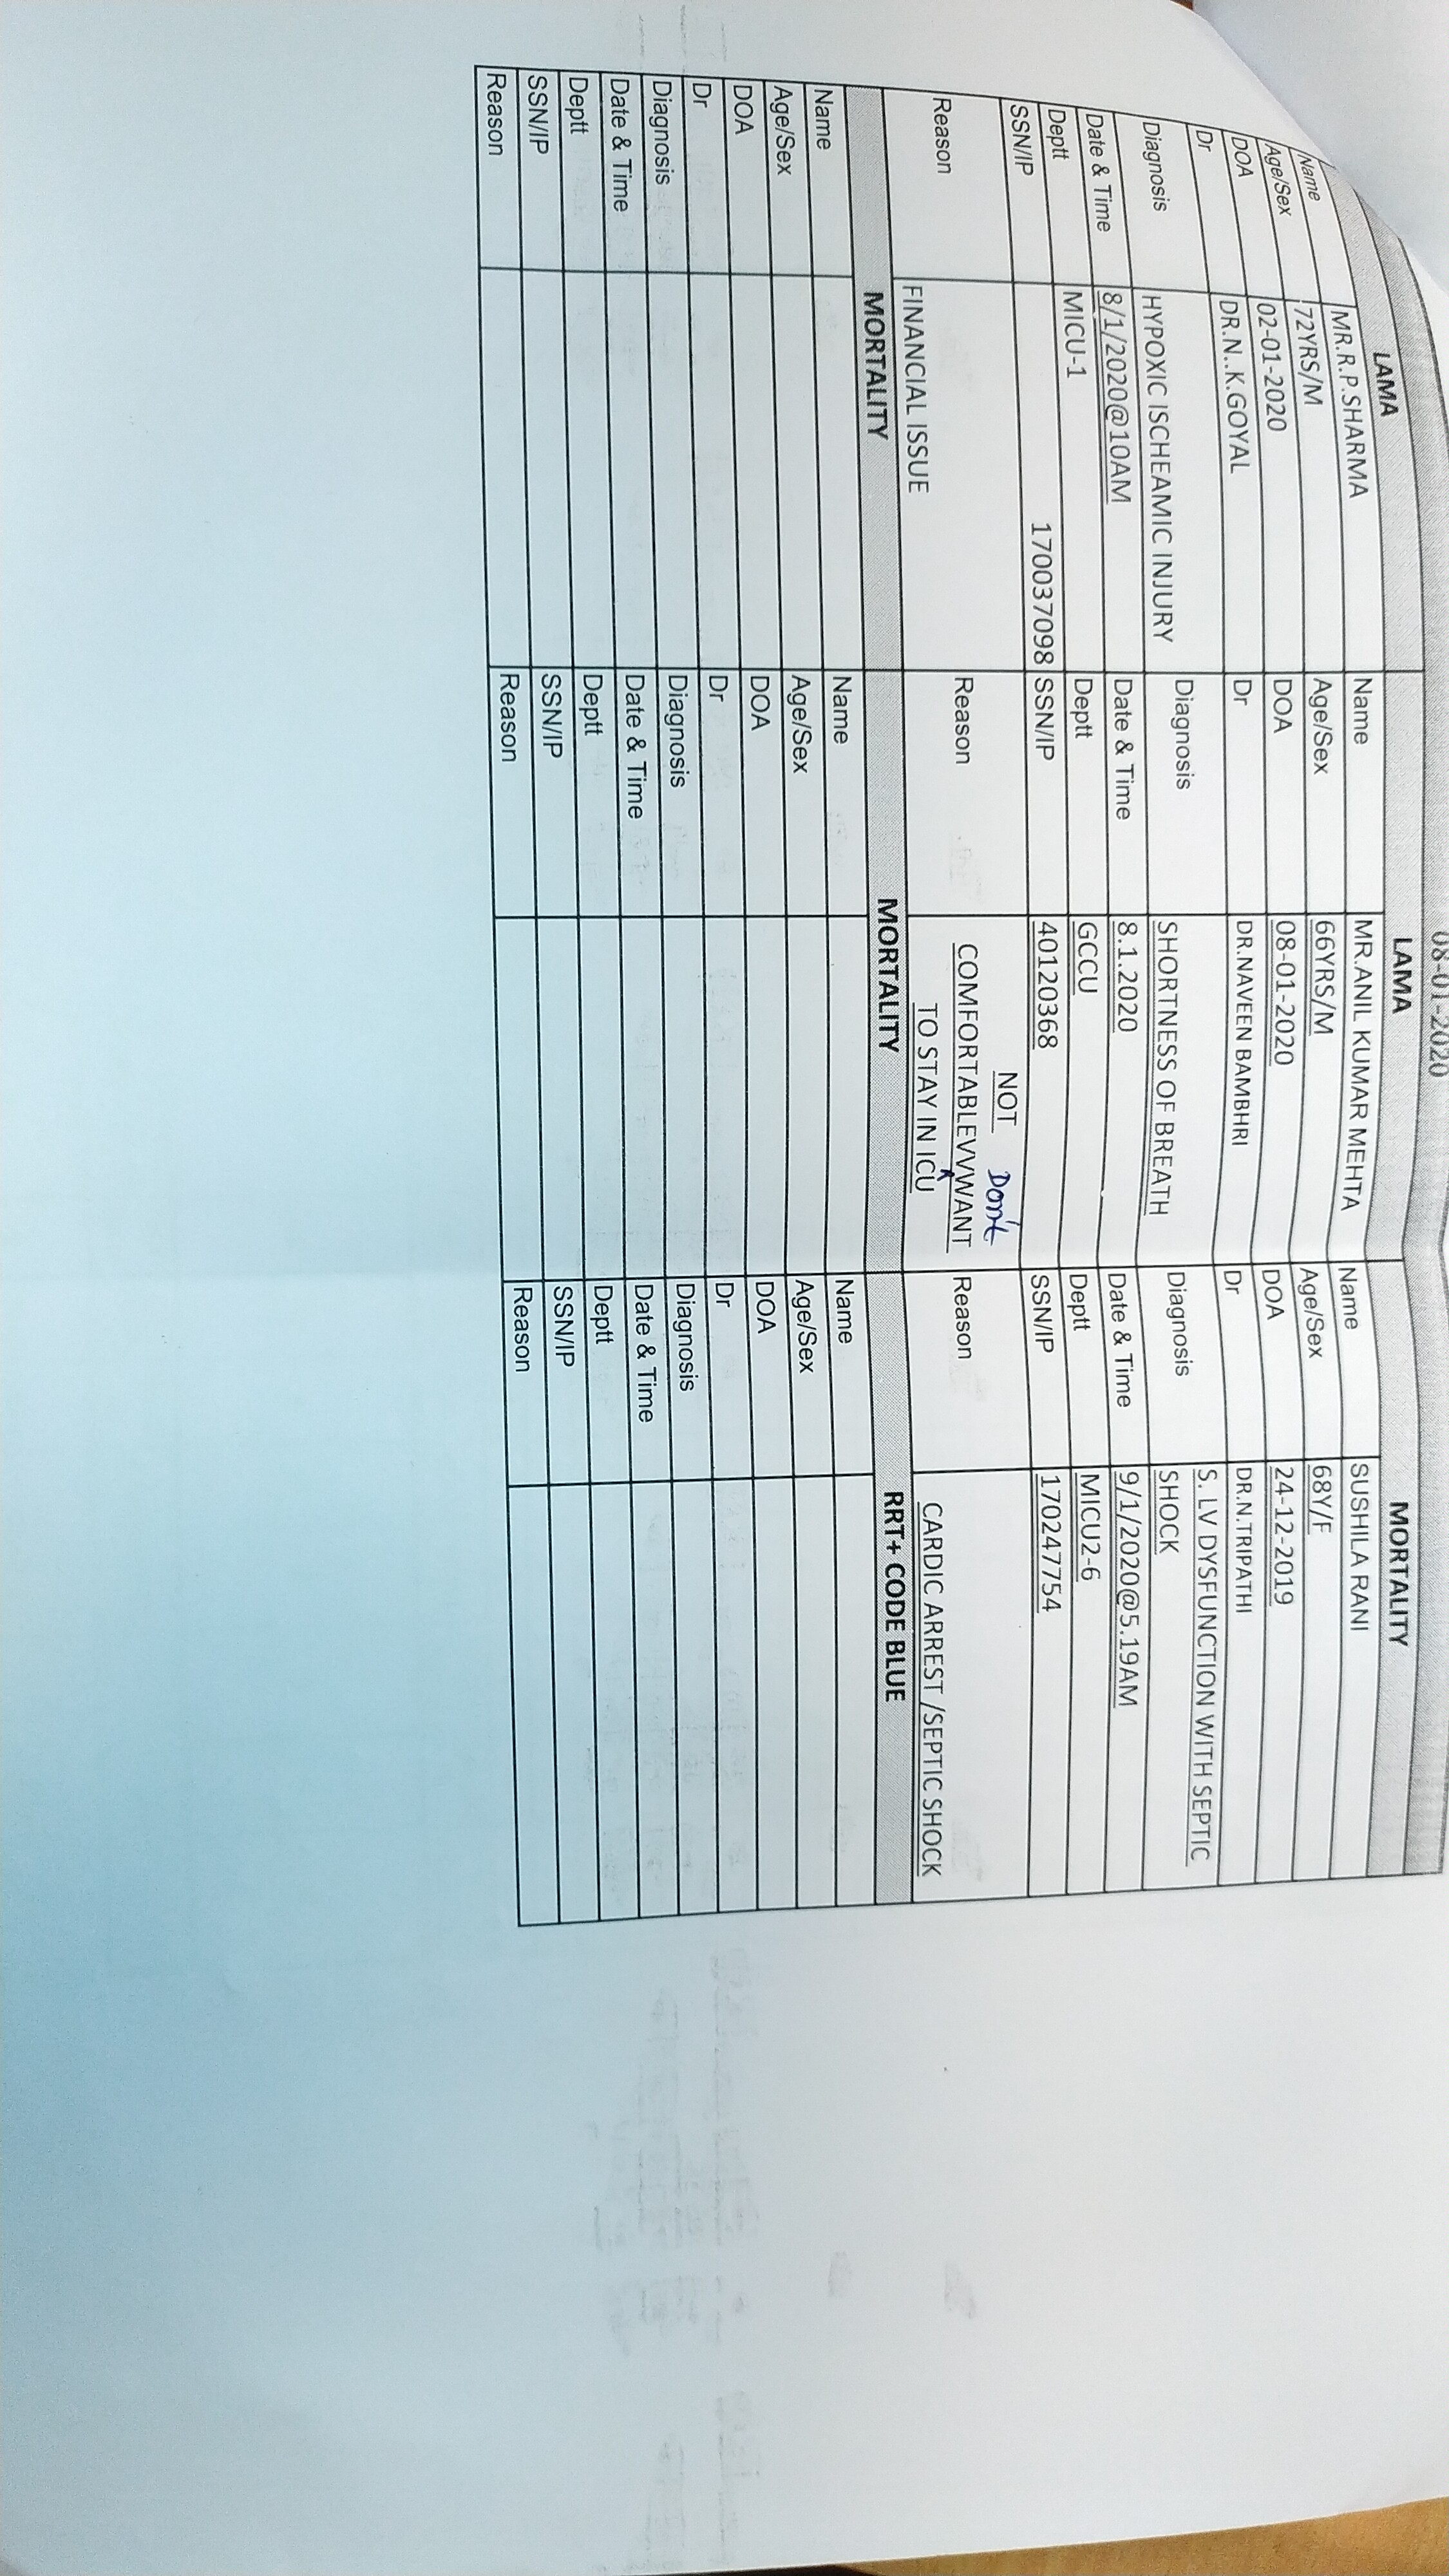 08-01-2020
LAMA LAMA MORTALITY
Name MR.R.P.SHARMA Name MR.ANIL KUMAR MEHTA Name SUSHILA RANI
Age/Sex 72YRS/M Age/Sex 66YRS/M Age/Sex 68Y/F
DOA 02-01-2020 DOA 08-01-2020 DOA 24-12-2019
Dr DR.N..K.GOYAL Dr DR.NAVEEN BAMBHRI Dr DR.N.TRIPATHI
Diagnosis HYPOXIC ISCHEAMIC INJURY Diagnosis SHORTNESS OF BREATH Diagnosis S. LV DYSFUNCTION WITH SEPTIC
SHOCK
Date & Time 8/1/2020@10AM Date & Time 8.1.2020 Date & Time 9/1/2020@5.19AM
Deptt MICU-1 Deptt GCCU Deptt MICU2-6
SSN/IP 170037098 SSN/IP 40120368 SSN/IP 170247754
NOT Don't
Reason FINANCIAL ISSUE Reason COMFORTABLEVVWANT Reason CARDIC ARREST /SEPTIC SHOCK
TO STAY IN ICU
MORTALITY MORTALITY RRT+ CODE BLUE
Name Name Name
Age/Sex Age/Sex Age/Sex
DOA DOA DOA
Dr Dr Dr
Diagnosis Diagnosis Diagnosis
Date & Time Date & Time Date & Time
Deptt Deptt Deptt
SSN/IP SSN/IP SSN/IP
Reason Reason Reason